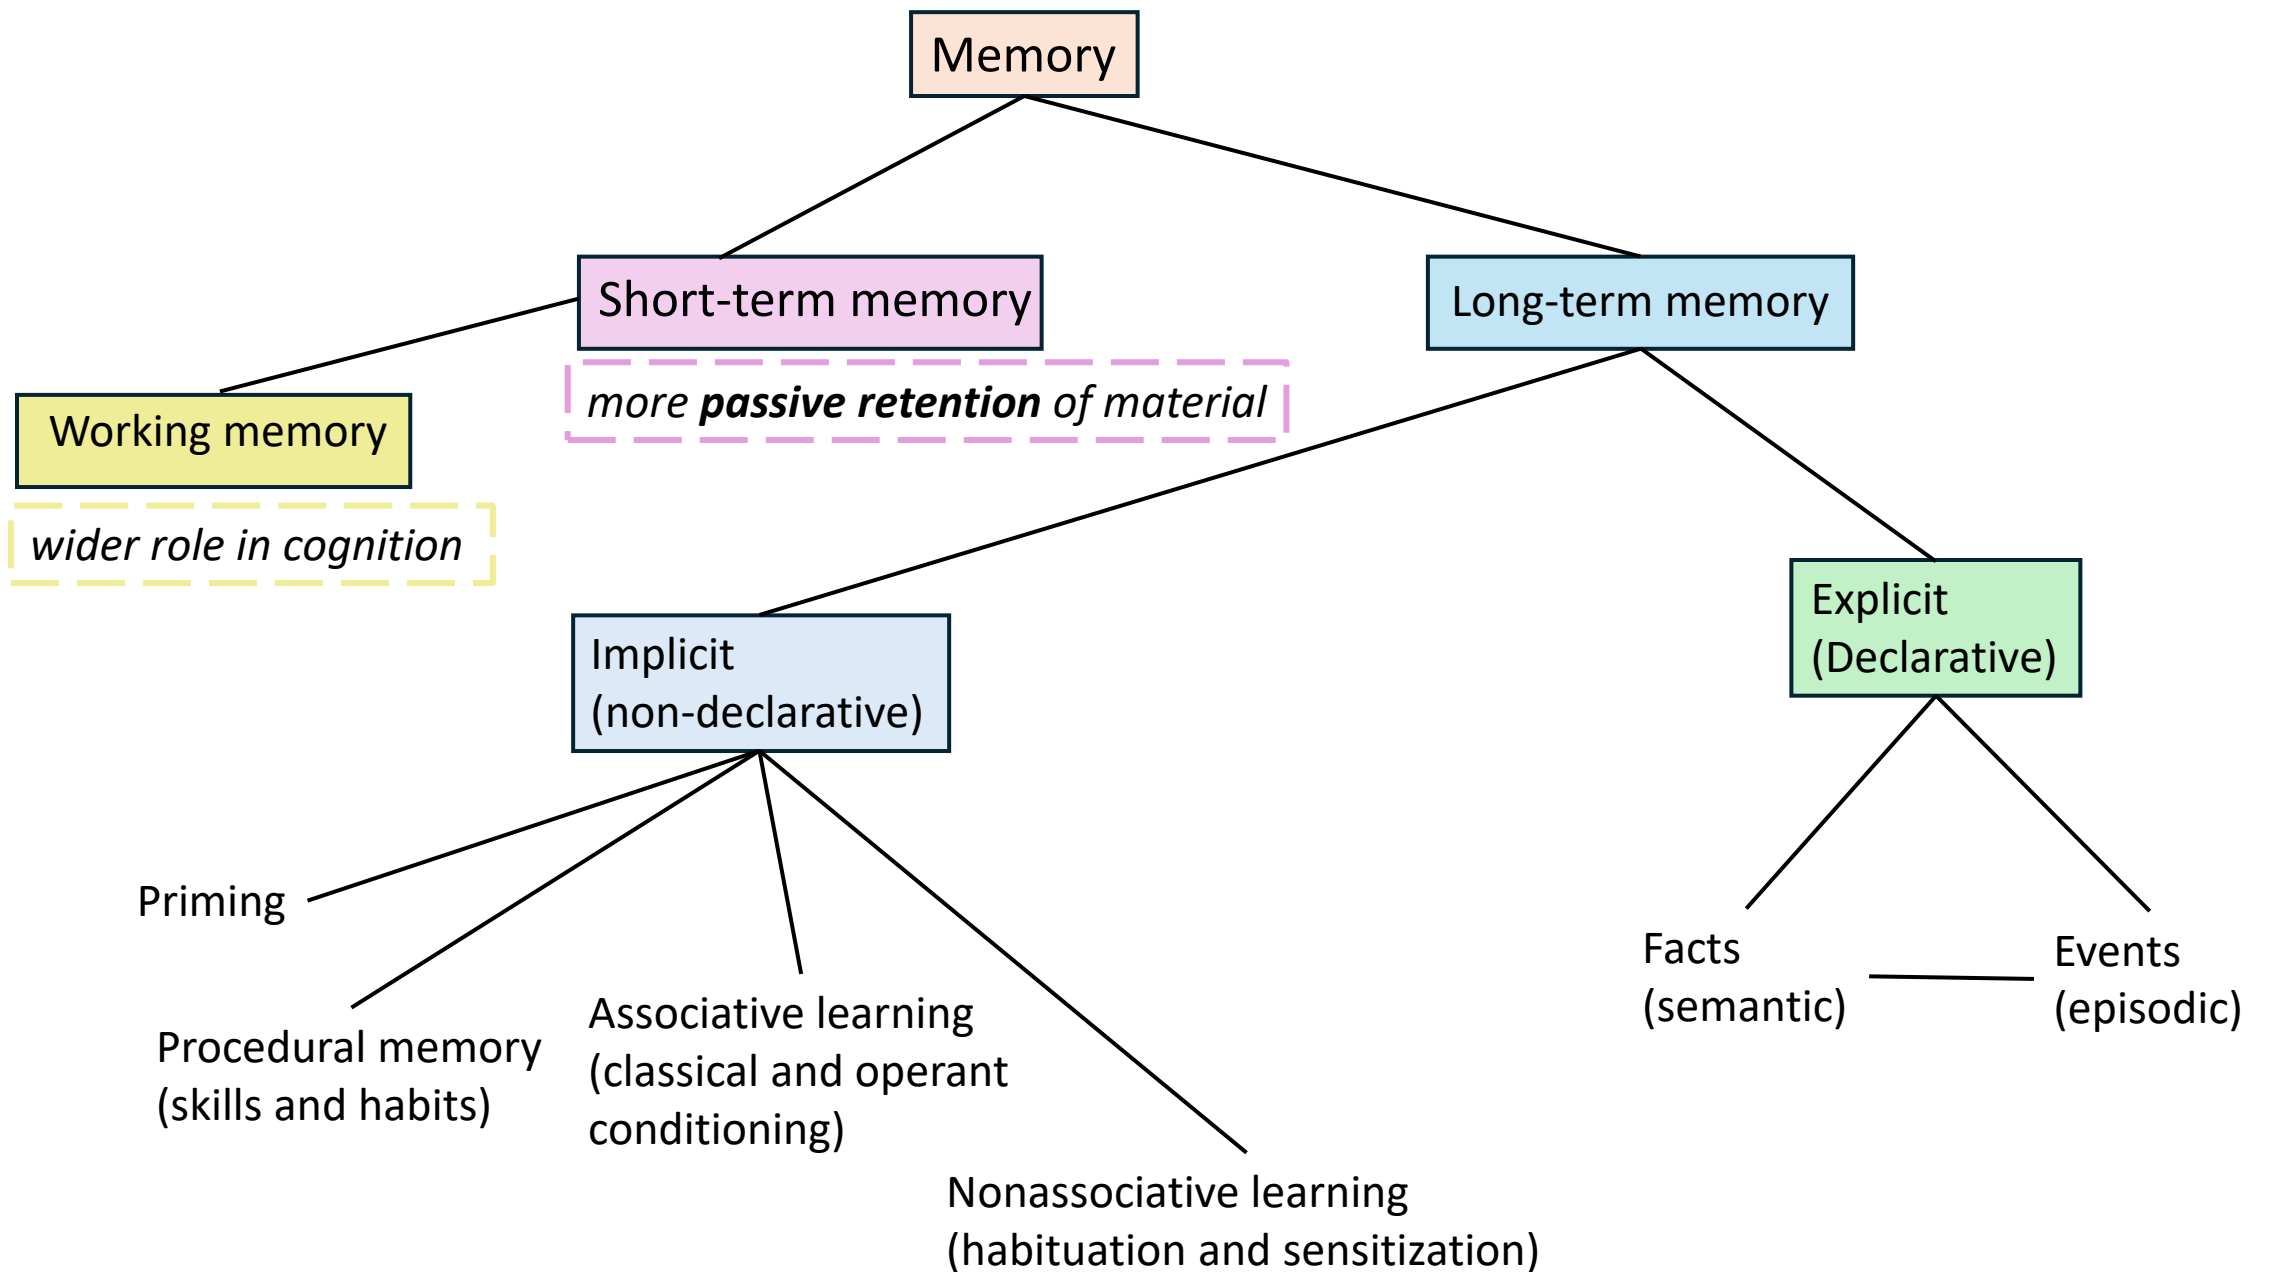 Memory
Short-term memory
Long-term memory
more passive retention of material
Working memory
wider role in cognition
Implicit
(non-declarative)
Explicit
(Declarative)
Priming
Procedural memory
(skills and habits)
Associative learning
(classical and operant
conditioning)
Nonassociative learning
(habituation and sensitization)
Facts
(semantic)
Events
(episodic)